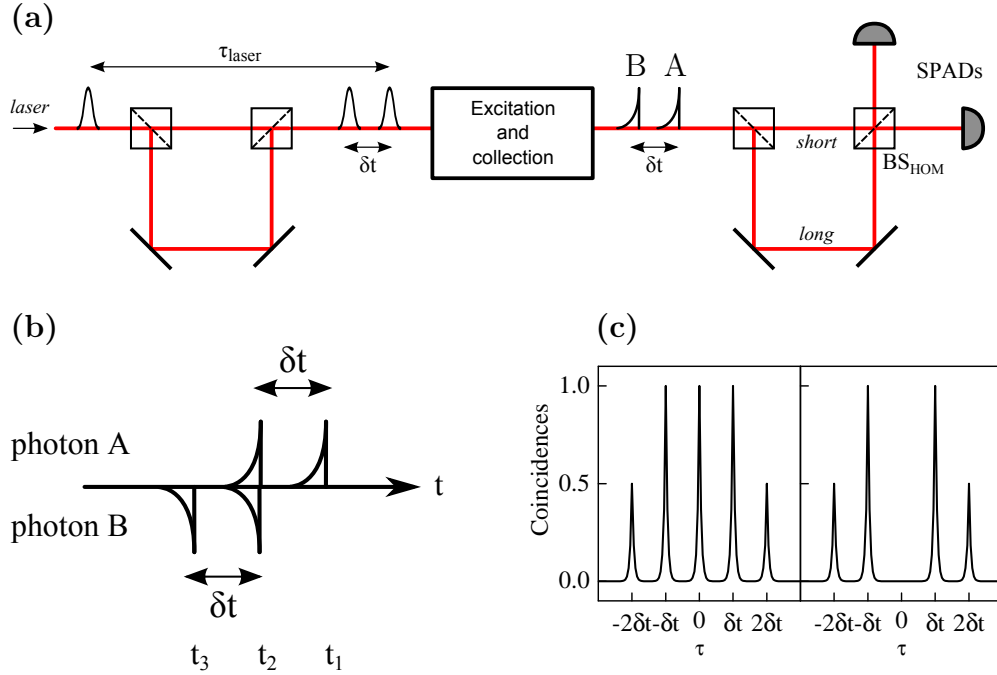 (a)
τlaser
B A
SPADs
laser
Excitation
and
collection
δt
δt
short
BSHOM
long
(b)
(c)
δt
photon A
t
photon B
δt
t3 t2 t1
Coincidences
1.0
0.5
0.0
-2δt -δt 0 δt 2δt
τ
-2δt -δt 0 δt 2δt
τ